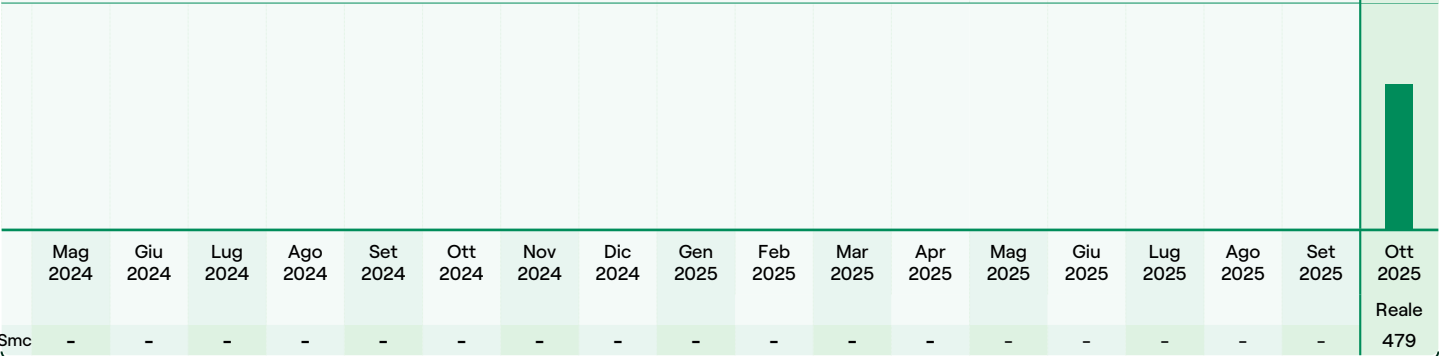 Mag Giu Lug Ago Set Ott Nov Dic Gen Feb Mar Apr Mag Giu Lug Ago Set Ott
2024 2024 2024 2024 2024 2024 2024 2024 2025 2025 2025 2025 2025 2025 2025 2025 2025 2025
Reale
Smc - - - - - - - - - - - - - - - - - 479